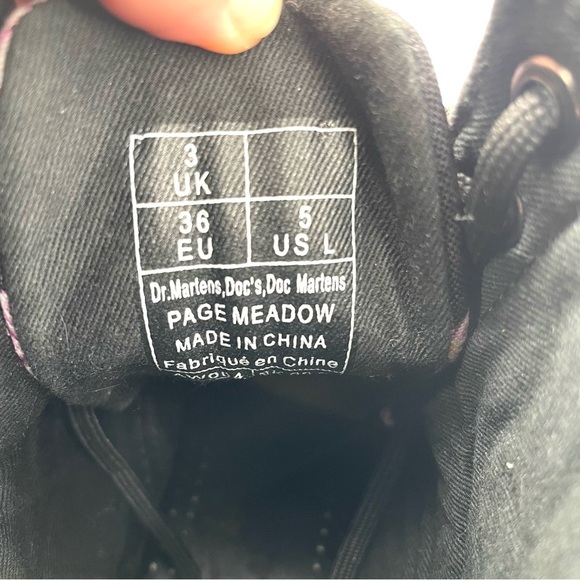 3
UK
36
EU
5
US L
Dr.Martens,Doc's,Doc Martens
PAGE MEADOW
MADE IN CHINA
Fabriqué en Chine